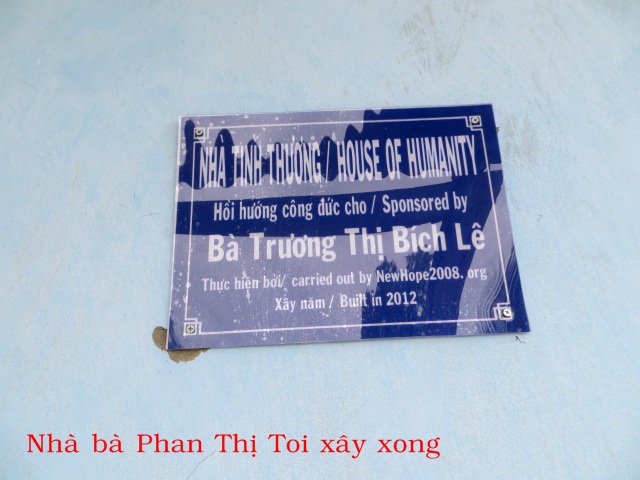 NHÀ TÌNH THƯƠNG / HOUSE OF HUMANITY
Hồi hướng công đức cho / Sponsored by
Bà Trương Thị Bích Lê
Thực hiện bởi/ carried out by NewHope2008. org
Xây năm / Built in 2012
Nhà bà Phan Thị Toi xây xong